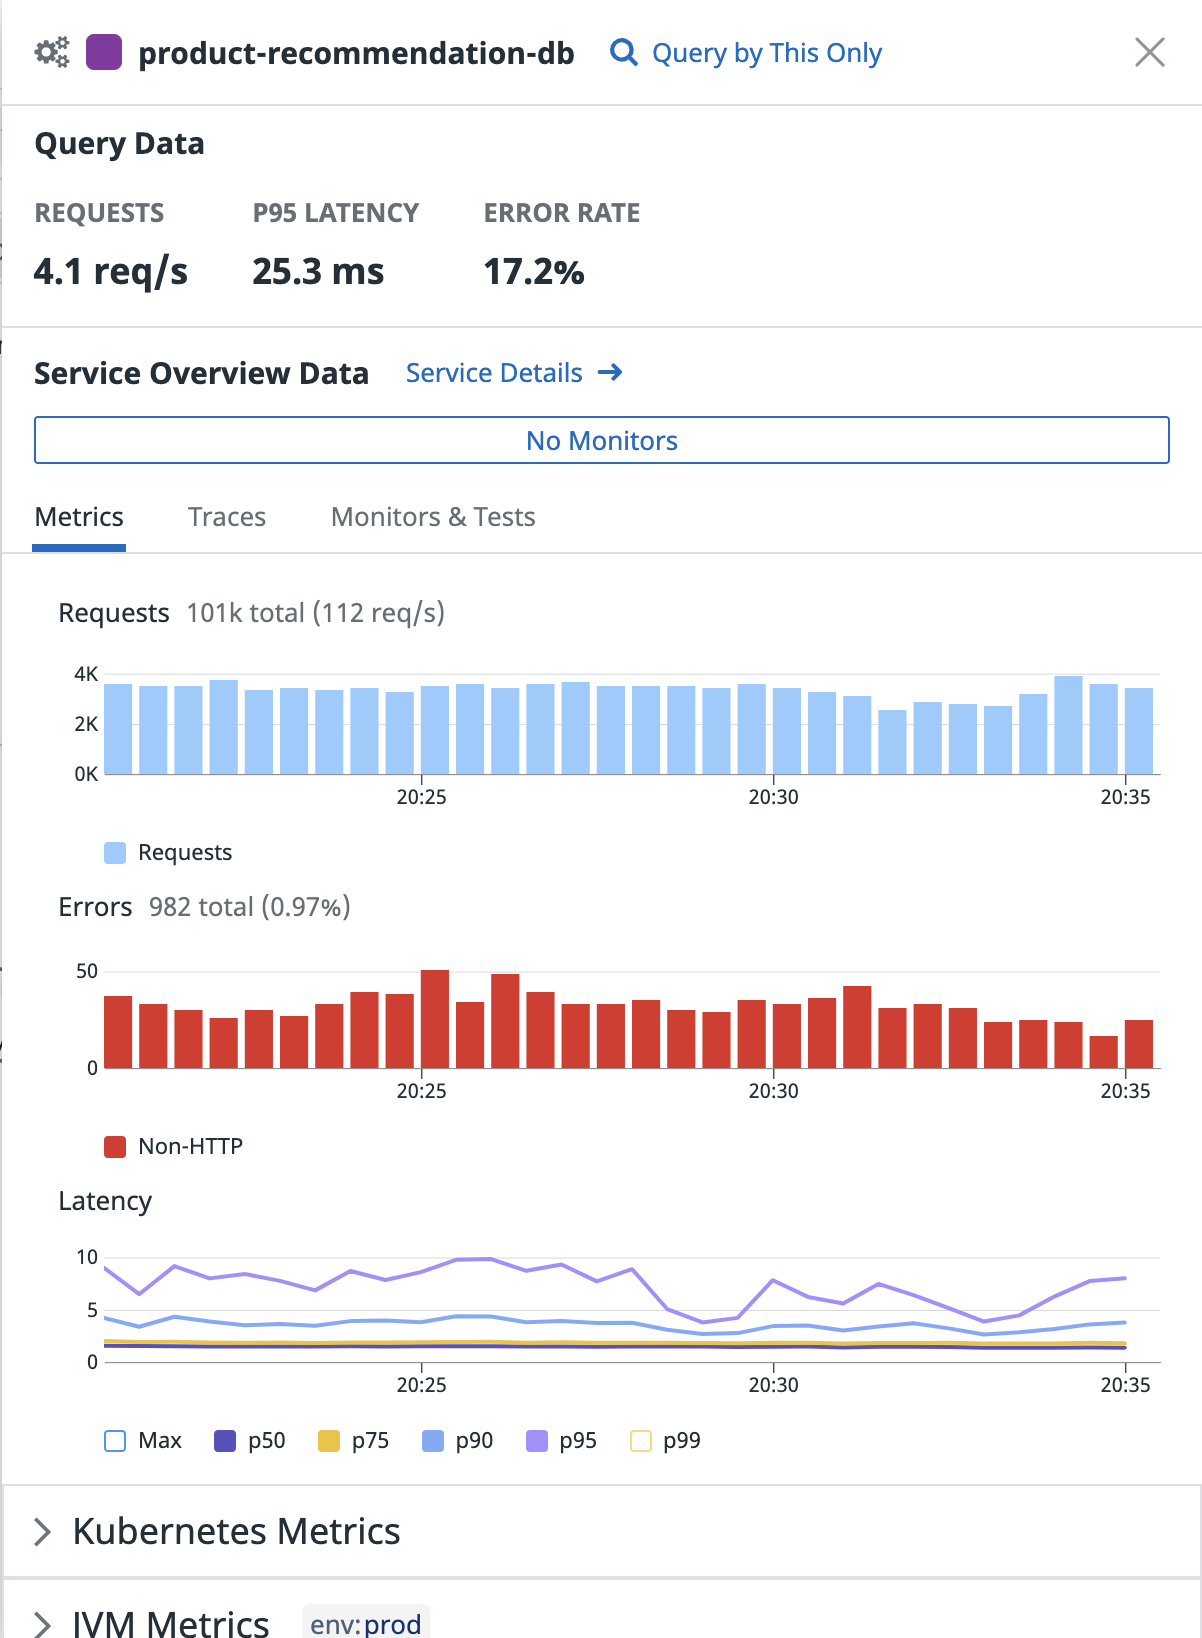 product-recommendation-db Query by This Only
Query Data
REQUESTS P95 LATENCY ERROR RATE
4.1 req/s 25.3 ms 17.2%
Service Overview Data Service Details →
No Monitors
Metrics Traces Monitors & Tests
Requests 101k total (112 req/s)
4K
2K
0K
20:25 20:30 20:35
Requests
Errors 982 total (0.97%)
50
0
20:25 20:30 20:35
Non-HTTP
Latency
10
5
0
20:25 20:30 20:35
Max p50 p75 p90 p95 p99
Kubernetes Metrics
JVM Metrics env:prod